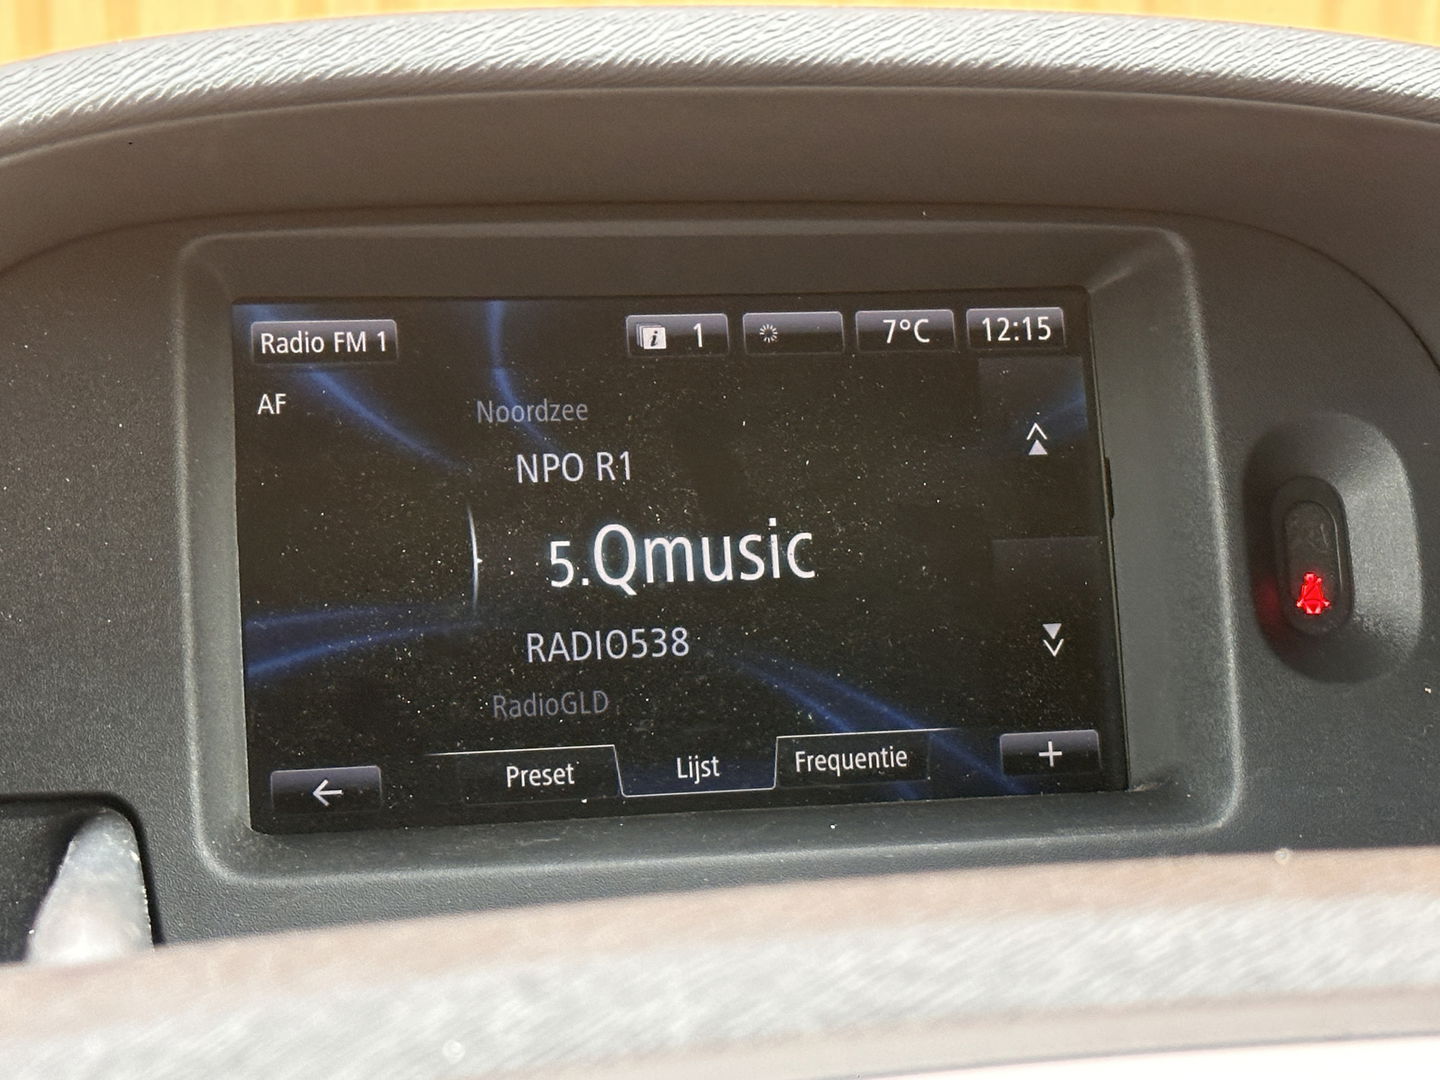 Radio FM 1
1
7°C
12:15
AF
Noordzee
NPO R1
5.Qmusic
RADIO538
RadioGLD
Preset
Lijst
Frequentie
+